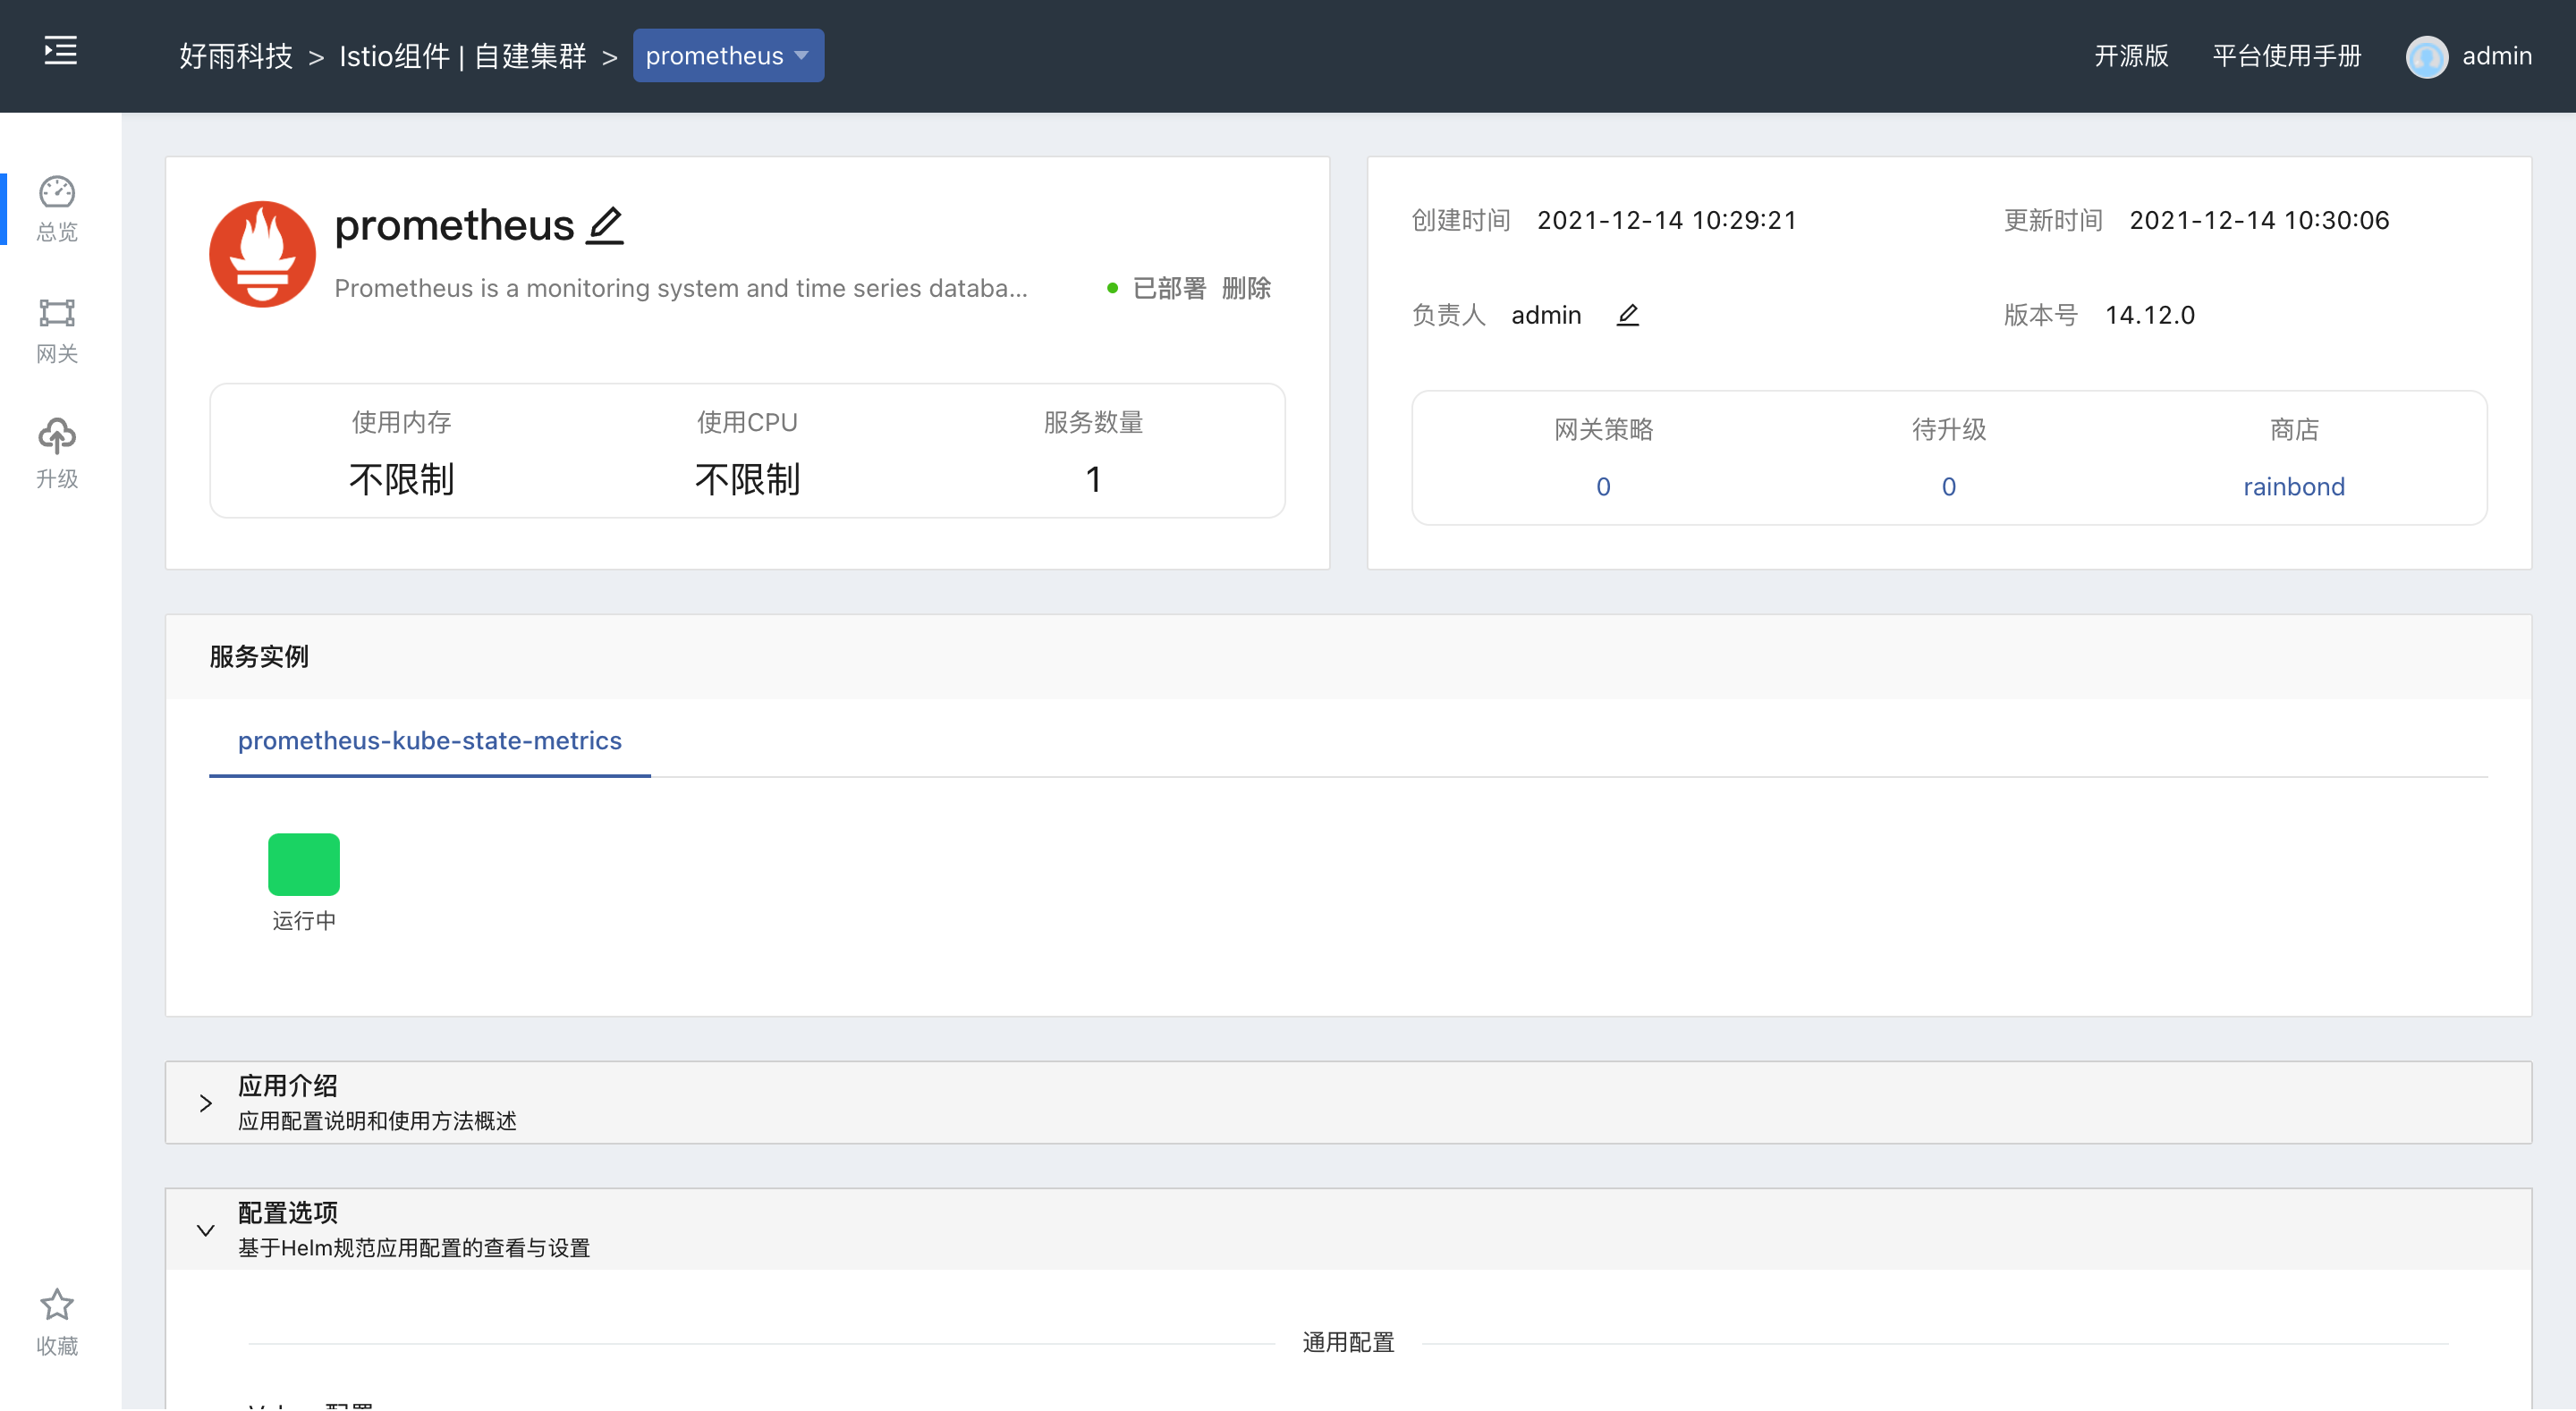 好雨科技 > Istio组件 | 自建集群 > prometheus
开源版 平台使用手册 admin
总览
网关
升级
收藏
prometheus
Prometheus is a monitoring system and time series databa...
已部署 删除
使用内存 使用CPU 服务数量
不限制 不限制 1
创建时间 2021-12-14 10:29:21 更新时间 2021-12-14 10:30:06
负责人 admin 版本号 14.12.0
网关策略 待升级 商店
0 0 rainbond
服务实例
prometheus-kube-state-metrics
运行中
应用介绍
应用配置说明和使用方法概述
配置选项
基于Helm规范应用配置的查看与设置
通用配置